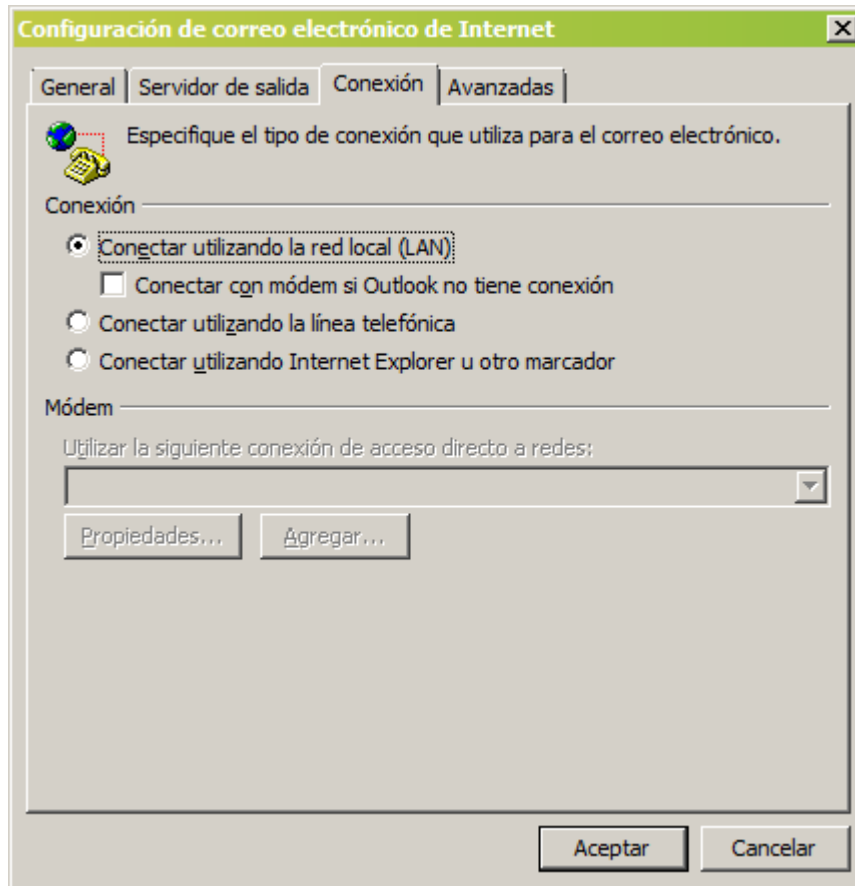 Configuración de correo electrónico de Internet
General Servidor de salida Conexión Avanzadas
Especifique el tipo de conexión que utiliza para el correo electrónico.
Conexión
Conectar utilizando la red local (LAN)
Conectar con módem si Outlook no tiene conexión
Conectar utilizando la línea telefónica
Conectar utilizando Internet Explorer u otro marcador
Módem
Utilizar la siguiente conexión de acceso directo a redes:
Propiedades... Agregar...
Aceptar Cancelar